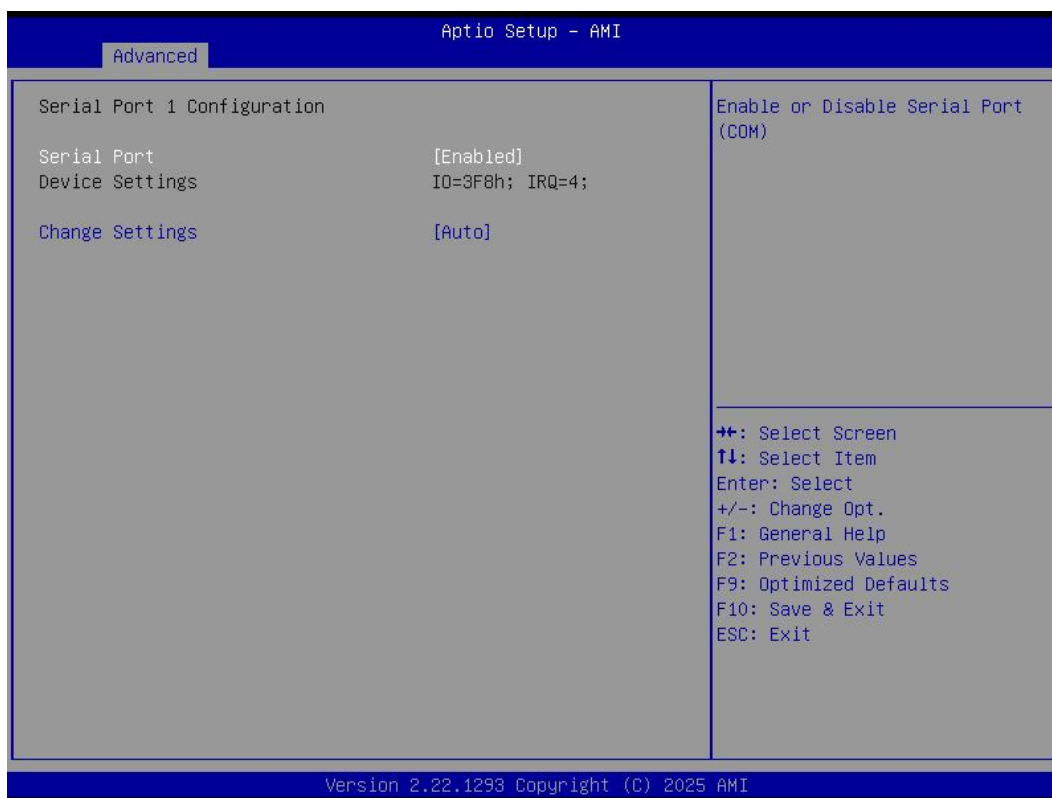 Aptio Setup – AMI
Advanced
Serial Port 1 Configuration
Serial Port [Enabled]
Device Settings IO=3F8h; IRQ=4;
Change Settings [Auto]
Enable or Disable Serial Port
(COM)
→←: Select Screen
↑↓: Select Item
Enter: Select
+/-: Change Opt.
F1: General Help
F2: Previous Values
F9: Optimized Defaults
F10: Save & Exit
ESC: Exit
Version 2.22.1293 Copyright (C) 2025 AMI